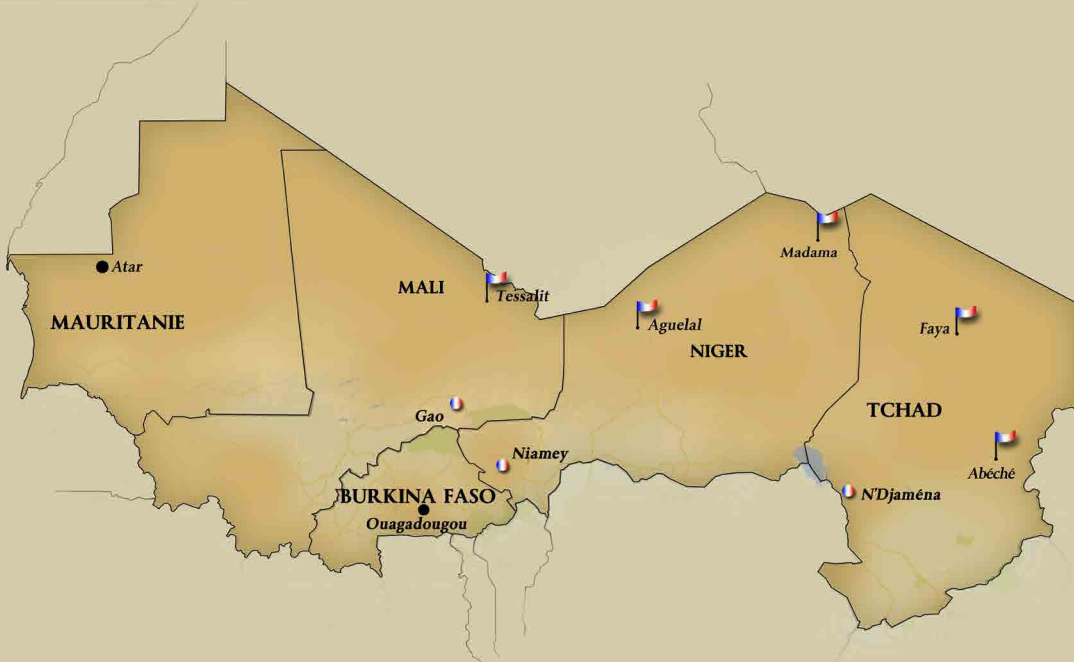 Atar
MAURITANIE
MALI
Tessalit
Gao
Madama
Aguelal
NIGER
Faya
TCHAD
Abéché
Niamey
BURKINA FASO
Ouagadougou
N'Djaména